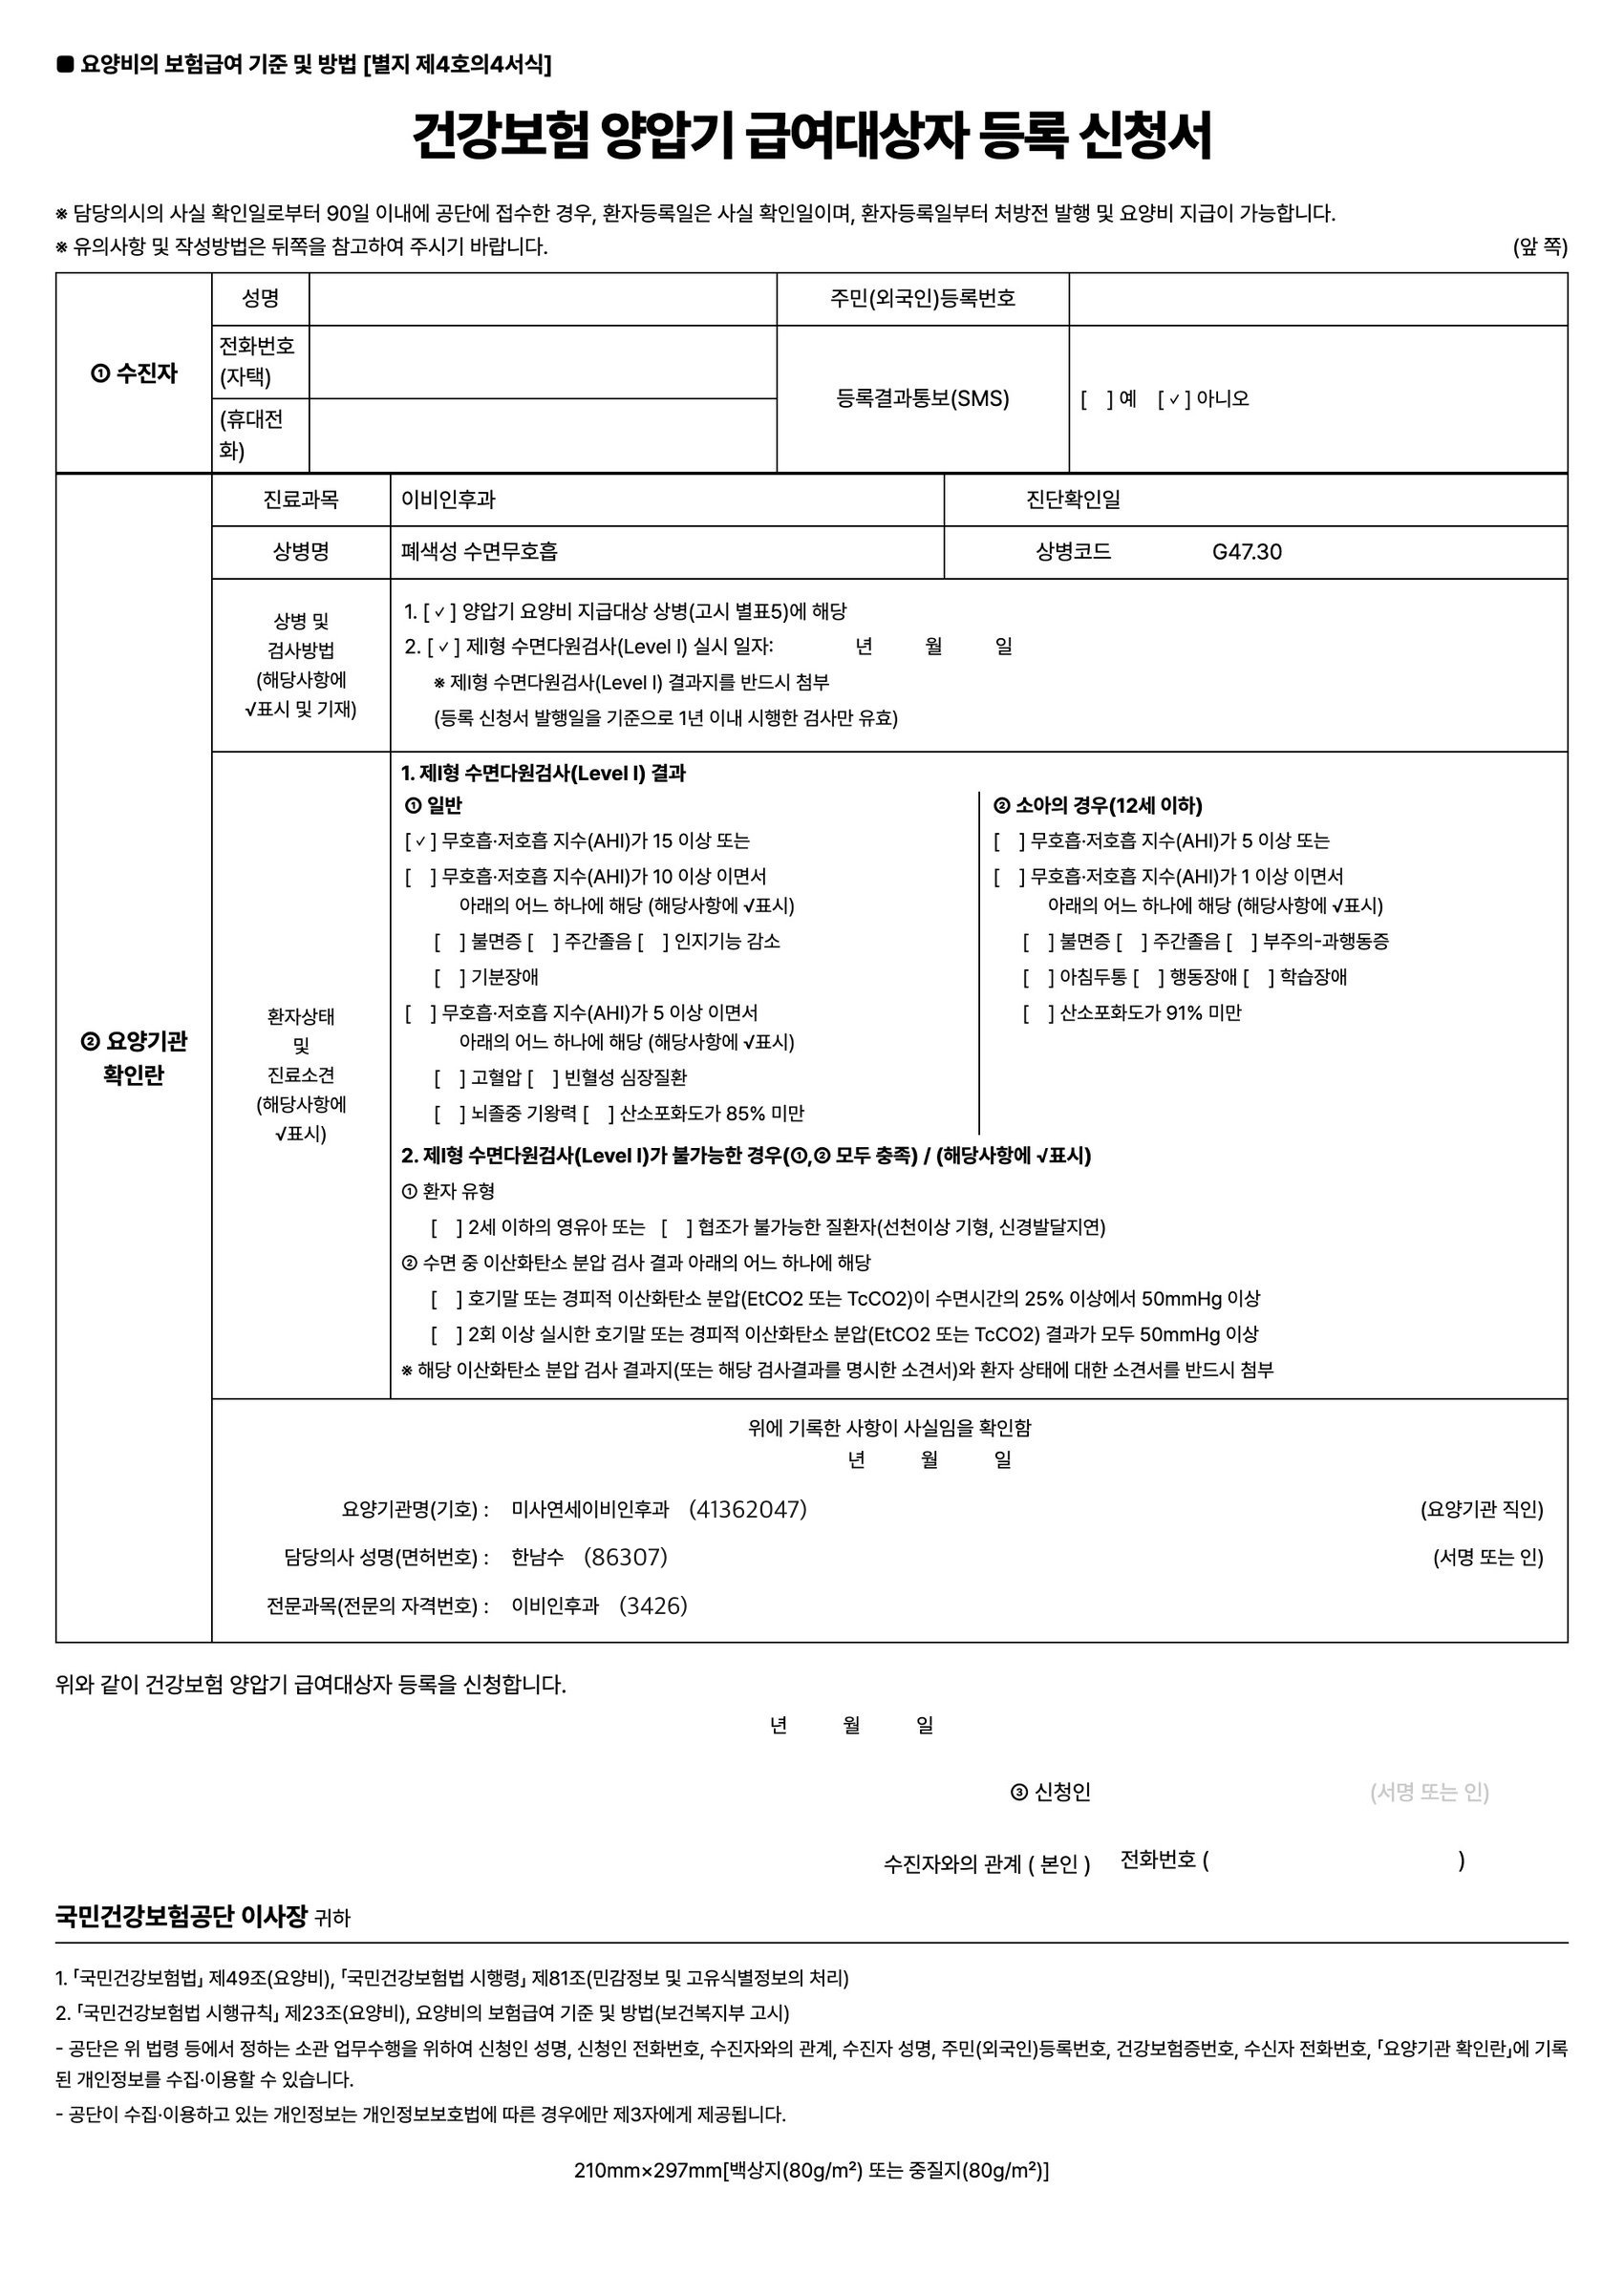 ■ 요양비의 보험급여 기준 및 방법 [별지 제4호의4서식]
건강보험 양압기 급여대상자 등록 신청서
※ 담당의시의 사실 확인일로부터 90일 이내에 공단에 접수한 경우, 환자등록일은 사실 확인일이며, 환자등록일부터 처방전 발행 및 요양비 지급이 가능합니다.
※ 유의사항 및 작성방법은 뒤쪽을 참고하여 주시기 바랍니다. (앞 쪽)
① 수진자
성명
주민(외국인)등록번호
전화번호
(자택)
(휴대전
화)
등록결과통보(SMS)
[ ] 예 [ ✓ ] 아니오
② 요양기관
확인란
진료과목
이비인후과
진단확인일
상병명
폐색성 수면무호흡
상병코드
G47.30
상병 및
검사방법
(해당사항에
√표시 및 기재)
1. [ ✓ ] 양압기 요양비 지급대상 상병(고시 별표5)에 해당
2. [ ✓ ] 제I형 수면다원검사(Level I) 실시 일자: 년 월 일
※ 제I형 수면다원검사(Level I) 결과지를 반드시 첨부
(등록 신청서 발행일을 기준으로 1년 이내 시행한 검사만 유효)
환자상태
및
진료소견
(해당사항에
√표시)
1. 제I형 수면다원검사(Level I) 결과
① 일반
[ ✓ ] 무호흡·저호흡 지수(AHI)가 15 이상 또는
[ ] 무호흡·저호흡 지수(AHI)가 10 이상 이면서
아래의 어느 하나에 해당 (해당사항에 √표시)
[ ] 불면증 [ ] 주간졸음 [ ] 인지기능 감소
[ ] 기분장애
[ ] 무호흡·저호흡 지수(AHI)가 5 이상 이면서
아래의 어느 하나에 해당 (해당사항에 √표시)
[ ] 고혈압 [ ] 빈혈성 심장질환
[ ] 뇌졸중 기왕력 [ ] 산소포화도가 85% 미만
② 소아의 경우(12세 이하)
[ ] 무호흡·저호흡 지수(AHI)가 5 이상 또는
[ ] 무호흡·저호흡 지수(AHI)가 1 이상 이면서
아래의 어느 하나에 해당 (해당사항에 √표시)
[ ] 불면증 [ ] 주간졸음 [ ] 부주의-과행동증
[ ] 아침두통 [ ] 행동장애 [ ] 학습장애
[ ] 산소포화도가 91% 미만
2. 제I형 수면다원검사(Level I)가 불가능한 경우(①,② 모두 충족) / (해당사항에 √표시)
① 환자 유형
[ ] 2세 이하의 영유아 또는 [ ] 협조가 불가능한 질환자(선천이상 기형, 신경발달지연)
② 수면 중 이산화탄소 분압 검사 결과 아래의 어느 하나에 해당
[ ] 호기말 또는 경피적 이산화탄소 분압(EtCO2 또는 TcCO2)이 수면시간의 25% 이상에서 50mmHg 이상
[ ] 2회 이상 실시한 호기말 또는 경피적 이산화탄소 분압(EtCO2 또는 TcCO2) 결과가 모두 50mmHg 이상
※ 해당 이산화탄소 분압 검사 결과지(또는 해당 검사결과를 명시한 소견서)와 환자 상태에 대한 소견서를 반드시 첨부
위에 기록한 사항이 사실임을 확인함
년 월 일
요양기관명(기호) : 미사연세이비인후과 (41362047) (요양기관 직인)
담당의사 성명(면허번호) : 한남수 (86307) (서명 또는 인)
전문과목(전문의 자격번호) : 이비인후과 (3426)
위와 같이 건강보험 양압기 급여대상자 등록을 신청합니다.
년 월 일
③ 신청인 (서명 또는 인)
수진자와의 관계 ( 본인 ) 전화번호 ( )
국민건강보험공단 이사장 귀하
1. 「국민건강보험법」 제49조(요양비), 「국민건강보험법 시행령」 제81조(민감정보 및 고유식별정보의 처리)
2. 「국민건강보험법 시행규칙」 제23조(요양비), 요양비의 보험급여 기준 및 방법(보건복지부 고시)
- 공단은 위 법령 등에서 정하는 소관 업무수행을 위하여 신청인 성명, 신청인 전화번호, 수진자와의 관계, 수진자 성명, 주민(외국인)등록번호, 건강보험증번호, 수신자 전화번호, 「요양기관 확인란」에 기록
된 개인정보를 수집·이용할 수 있습니다.
- 공단이 수집·이용하고 있는 개인정보는 개인정보보호법에 따른 경우에만 제3자에게 제공됩니다.
210mm×297mm[백상지(80g/m²) 또는 중질지(80g/m²)]